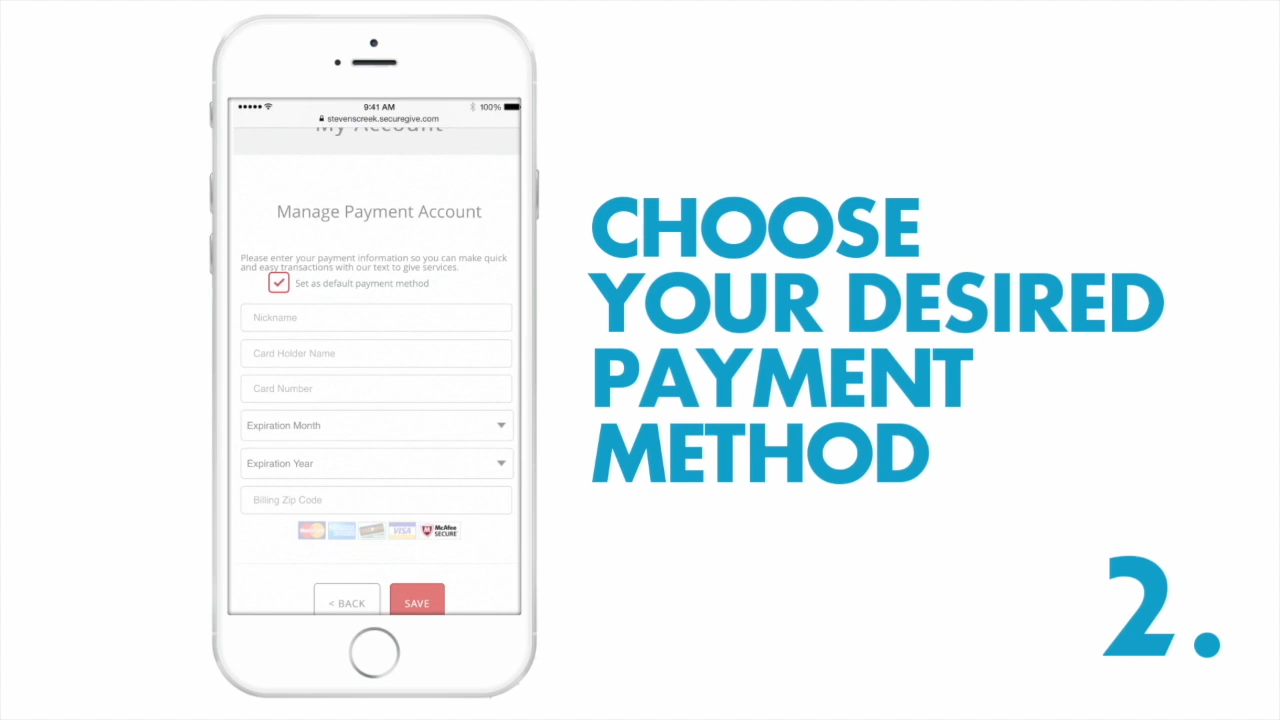 9:41 AM
100%
stevenscreek.securegive.com
My Account
Manage Payment Account
Please enter your payment information so you can make quick
and easy transactions with our text to give services.
Set as default payment method
Nickname
Card Holder Name
Card Number
Expiration Month
Expiration Year
Billing Zip Code
VISA
McAfee
SECURE
< BACK
SAVE
CHOOSE
YOUR DESIRED
PAYMENT
METHOD
2.